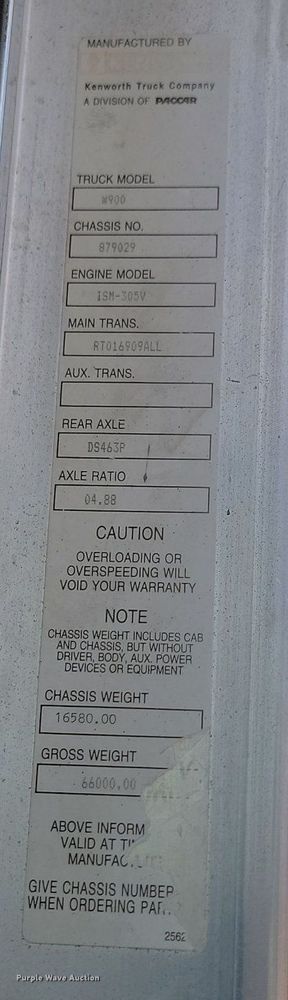 MANUFACTURED BY
Kenworth Truck Company
A DIVISION OF PACCAR
TRUCK MODEL
W900
CHASSIS NO.
879029
ENGINE MODEL
ISM-305V
MAIN TRANS.
RTO16909ALL
AUX. TRANS.
REAR AXLE
DS463P
AXLE RATIO
04.88
CAUTION
OVERLOADING OR
OVERSPEEDING WILL
VOID YOUR WARRANTY
NOTE
CHASSIS WEIGHT INCLUDES CAB
AND CHASSIS, BUT WITHOUT
DRIVER, BODY, AUX. POWER
DEVICES OR EQUIPMENT
CHASSIS WEIGHT
16580.00
GROSS WEIGHT
66000.00
ABOVE INFORM
VALID AT
MANUFAC
GIVE CHASSIS NUMBER
WHEN ORDERING PAR
2562
Purple Wave Auction